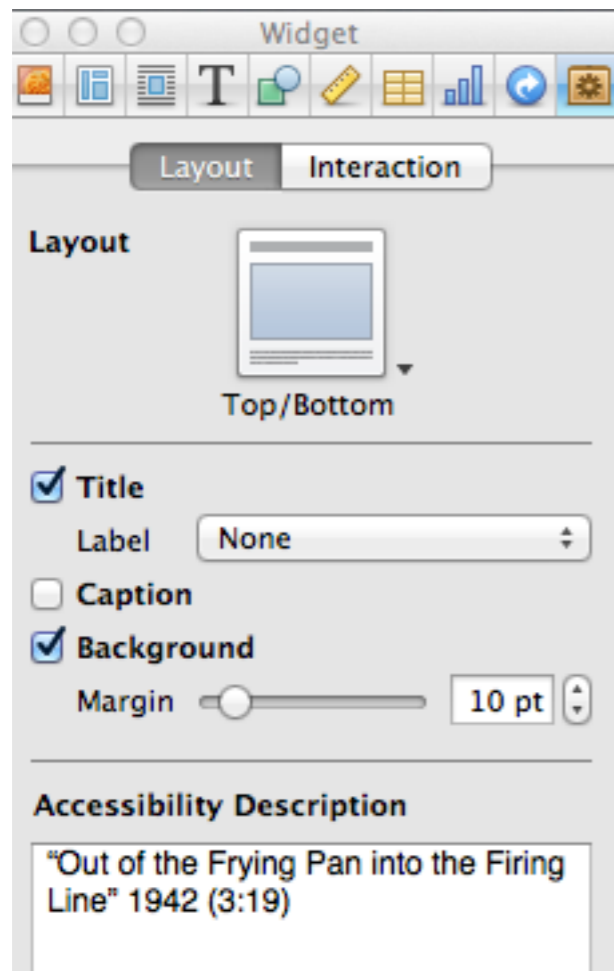 Widget
T
Layout Interaction
Layout
Top/Bottom
Title
Label None
Caption
Background
Margin 10 pt
Accessibility Description
“Out of the Frying Pan into the Firing
Line” 1942 (3:19)